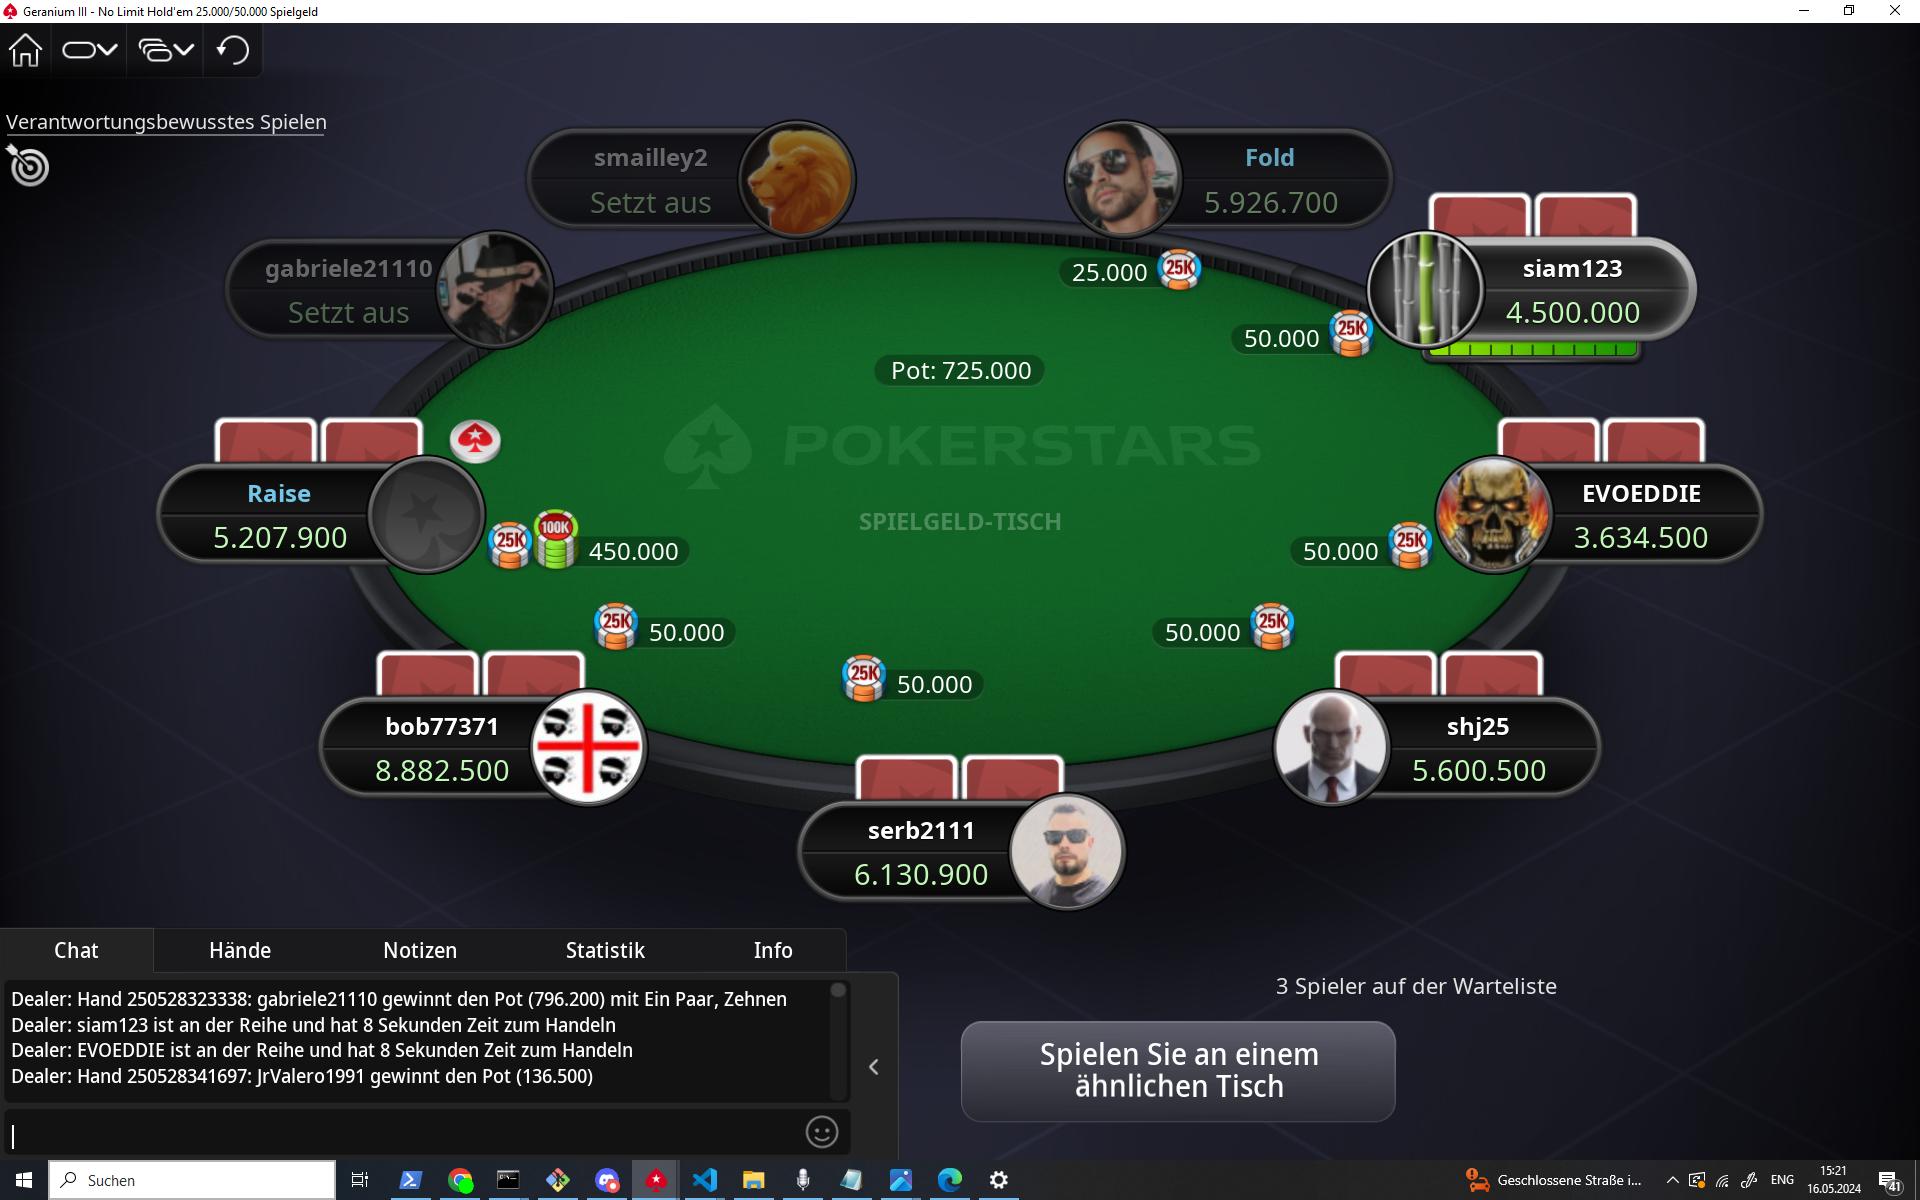 Geranium III - No Limit Hold'em 25.000/50.000 Spielgeld
Verantwortungsbewusstes Spielen
smailley2
Setzt aus
Fold
5.926.700
gabriele21110
Setzt aus
siam123
4.500.000
25.000
25K
50.000
25K
Pot: 725.000
POKERSTARS
SPIELGELD-TISCH
Raise
5.207.900
25K
100K
450.000
EVOEDDIE
3.634.500
50.000
25K
25K
50.000
50.000
25K
25K
50.000
bob77371
8.882.500
shj25
5.600.500
serb2111
6.130.900
Chat
Hände
Notizen
Statistik
Info
Dealer: Hand 250528323338: gabriele21110 gewinnt den Pot (796.200) mit Ein Paar, Zehnen
Dealer: siam123 ist an der Reihe und hat 8 Sekunden Zeit zum Handeln
Dealer: EVOEDDIE ist an der Reihe und hat 8 Sekunden Zeit zum Handeln
Dealer: Hand 250528341697: JrValero1991 gewinnt den Pot (136.500)
3 Spieler auf der Warteliste
Spielen Sie an einem
ähnlichen Tisch
Suchen
Geschlossene Straße i...
ENG
15:21
16.05.2024
41